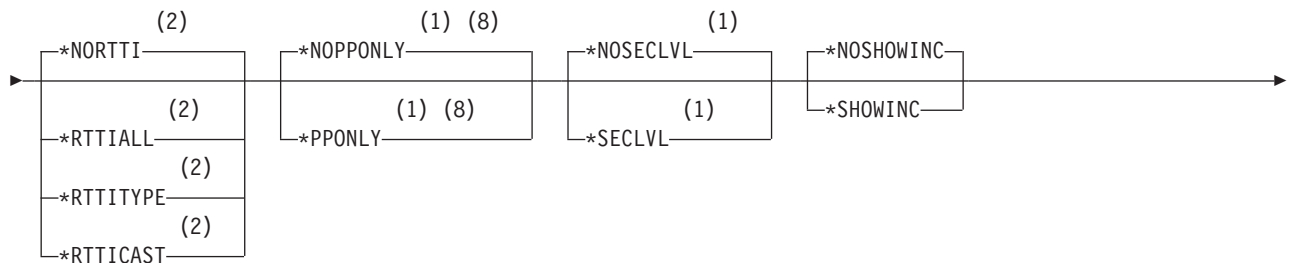 (2) (1) (8) (1)
*NORTTI *NOPPONLY *NOSECLVL *NOSHOWINC
(2) (1) (8) (1) *SHOWINC
*RTTIALL *PPONLY *SECLVL
(2)
*RTTITYPE
(2)
*RTTICAST